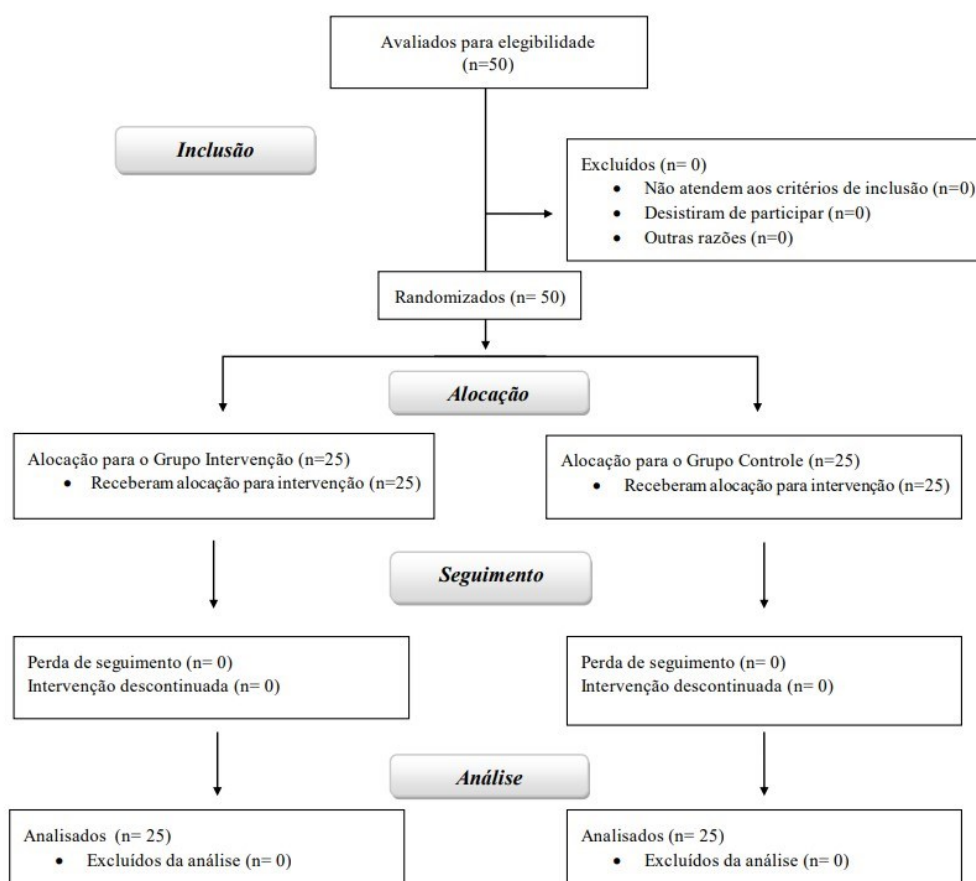 Avaliados para elegibilidade
(n=50)
Inclusão
Excluídos (n= 0)
• Não atendem aos critérios de inclusão (n=0)
• Desistiram de participar (n=0)
• Outras razões (n=0)
Randomizados (n= 50)
Alocação
Alocação para o Grupo Intervenção (n=25)
• Receberam alocação para intervenção (n=25)
Alocação para o Grupo Controle (n=25)
• Receberam alocação para intervenção (n=25)
Seguimento
Perda de seguimento (n= 0)
Intervenção descontinuada (n= 0)
Perda de seguimento (n= 0)
Intervenção descontinuada (n= 0)
Análise
Analisados (n= 25)
• Excluídos da análise (n= 0)
Analisados (n= 25)
• Excluídos da análise (n= 0)